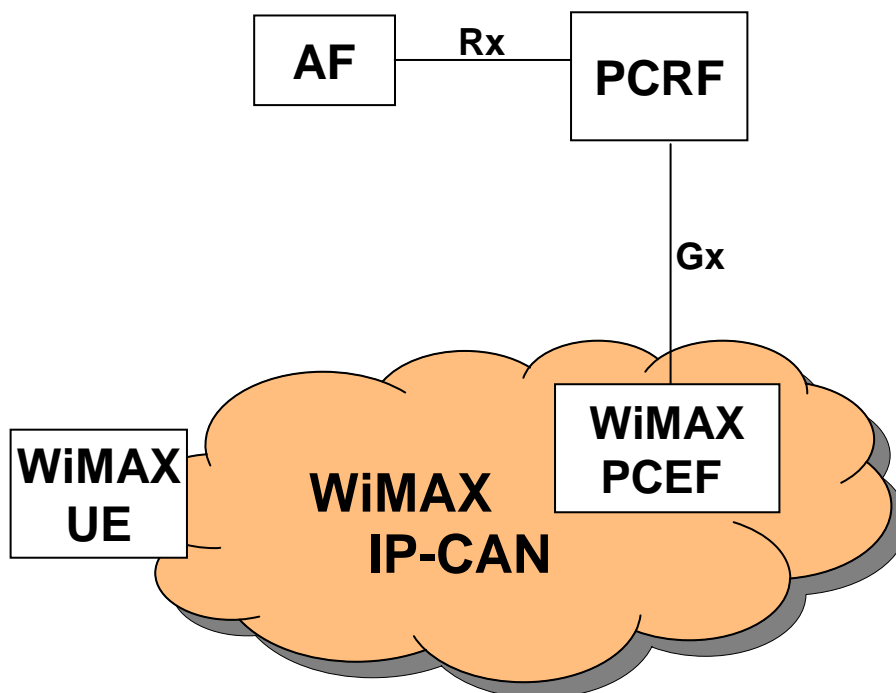 AF
Rx
PCRF
Gx
WiMAX
PCEF
WiMAX
UE
WiMAX
IP-CAN